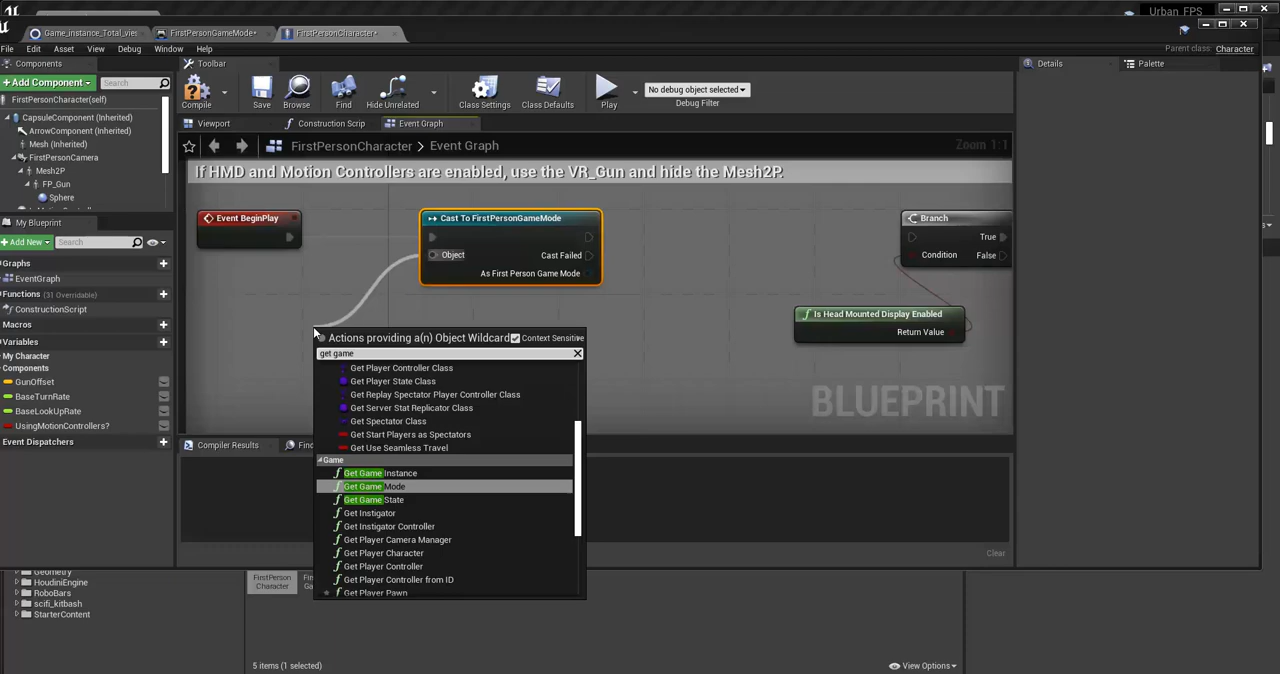 Urban_FPS
Game_instance_Total_vie
FirstPersonGameMode*
FirstPersonCharacter*
File Edit Asset View Debug Window Help
Parent class: Character
Components
Toolbar
Details
Palette
+Add Component
Search
Compile
Save
Browse
Find
Hide Unrelated
Class Settings
Class Defaults
Play
No debug object selected
Debug Filter
FirstPersonCharacter(self)
CapsuleComponent (Inherited)
ArrowComponent (Inherited)
Mesh (Inherited)
FirstPersonCamera
Mesh2P
FP_Gun
Sphere
Viewport
Construction Scrip
Event Graph
FirstPersonCharacter > Event Graph
Zoom 1:1
If HMD and Motion Controllers are enabled, use the VR_Gun and hide the Mesh2P.
My Blueprint
+Add New
Search
Graphs
EventGraph
Functions (31 Overridable)
ConstructionScript
Macros
Variables
My Character
Components
GunOffset
BaseTurnRate
BaseLookUpRate
UsingMotionControllers?
Event Dispatchers
Event BeginPlay
Cast To FirstPersonGameMode
Object
Cast Failed
As First Person Game Mode
Branch
True
Condition
False
Is Head Mounted Display Enabled
Return Value
BLUEPRINT
Actions providing a(n) Object Wildcard
Context Sensitive
get game
Get Player Controller Class
Get Player State Class
Get Replay Spectator Player Controller Class
Get Server Stat Replicator Class
Get Spectator Class
Get Start Players as Spectators
Get Use Seamless Travel
Game
Get Game Instance
Get Game Mode
Get Game State
Get Instigator
Get Instigator Controller
Get Player Camera Manager
Get Player Character
Get Player Controller
Get Player Controller from ID
Get Player Pawn
Compiler Results
Clear
Geometry
HoudiniEngine
RoboBars
scifi_kitbash
StarterContent
FirstPerson
Character
5 items (1 selected)
View Options